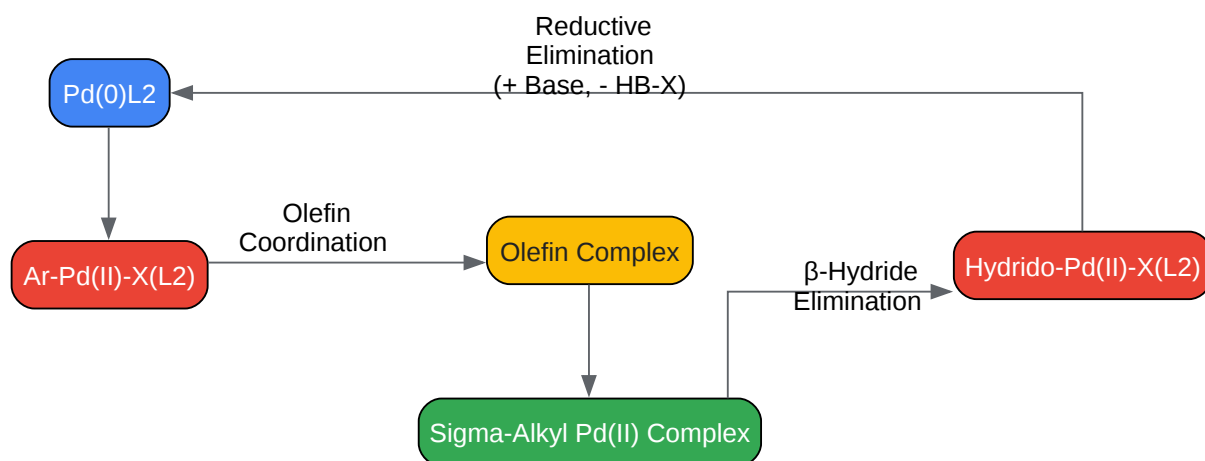 Reductive
Elimination
(+ Base, - HB-X)
Pd(0)L2
Olefin
Coordination
Ar-Pd(II)-X(L2)
Olefin Complex
β-Hydride
Elimination
Hydrido-Pd(II)-X(L2)
Sigma-Alkyl Pd(II) Complex